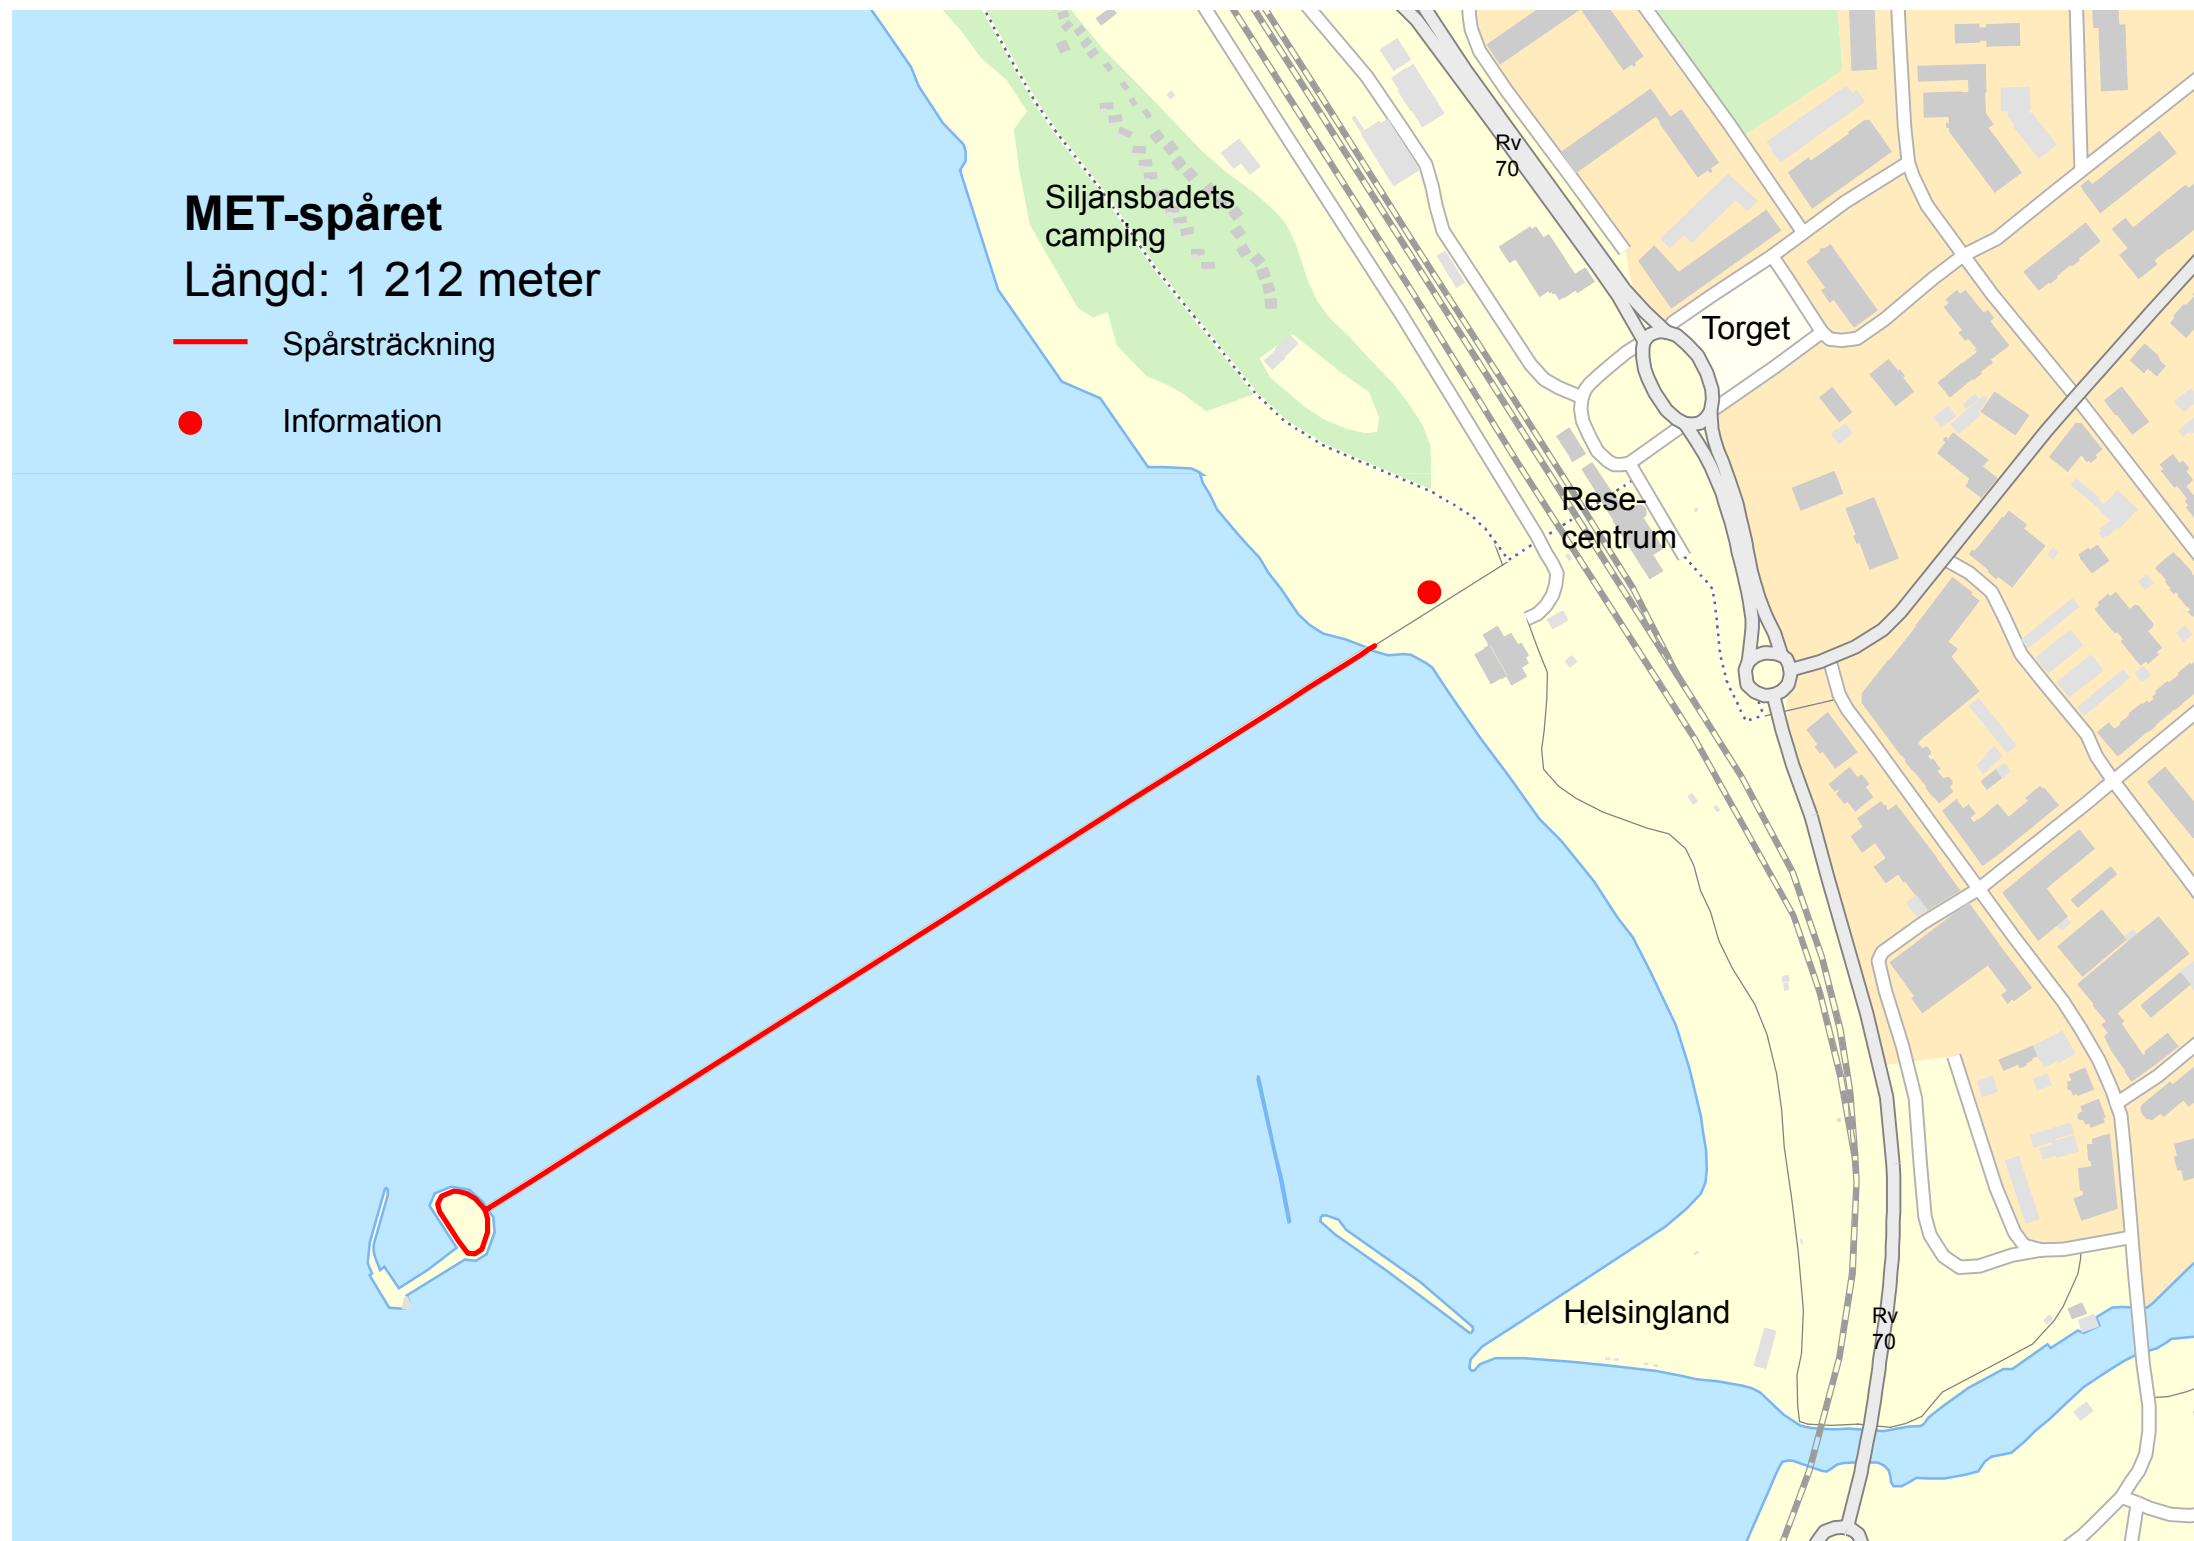 MET-spåret
Längd: 1 212 meter
Spårsträckning
Information
Siljansbadets
camping
Rv
70
Torget
Rese-
centrum
Helsingland
Rv
70